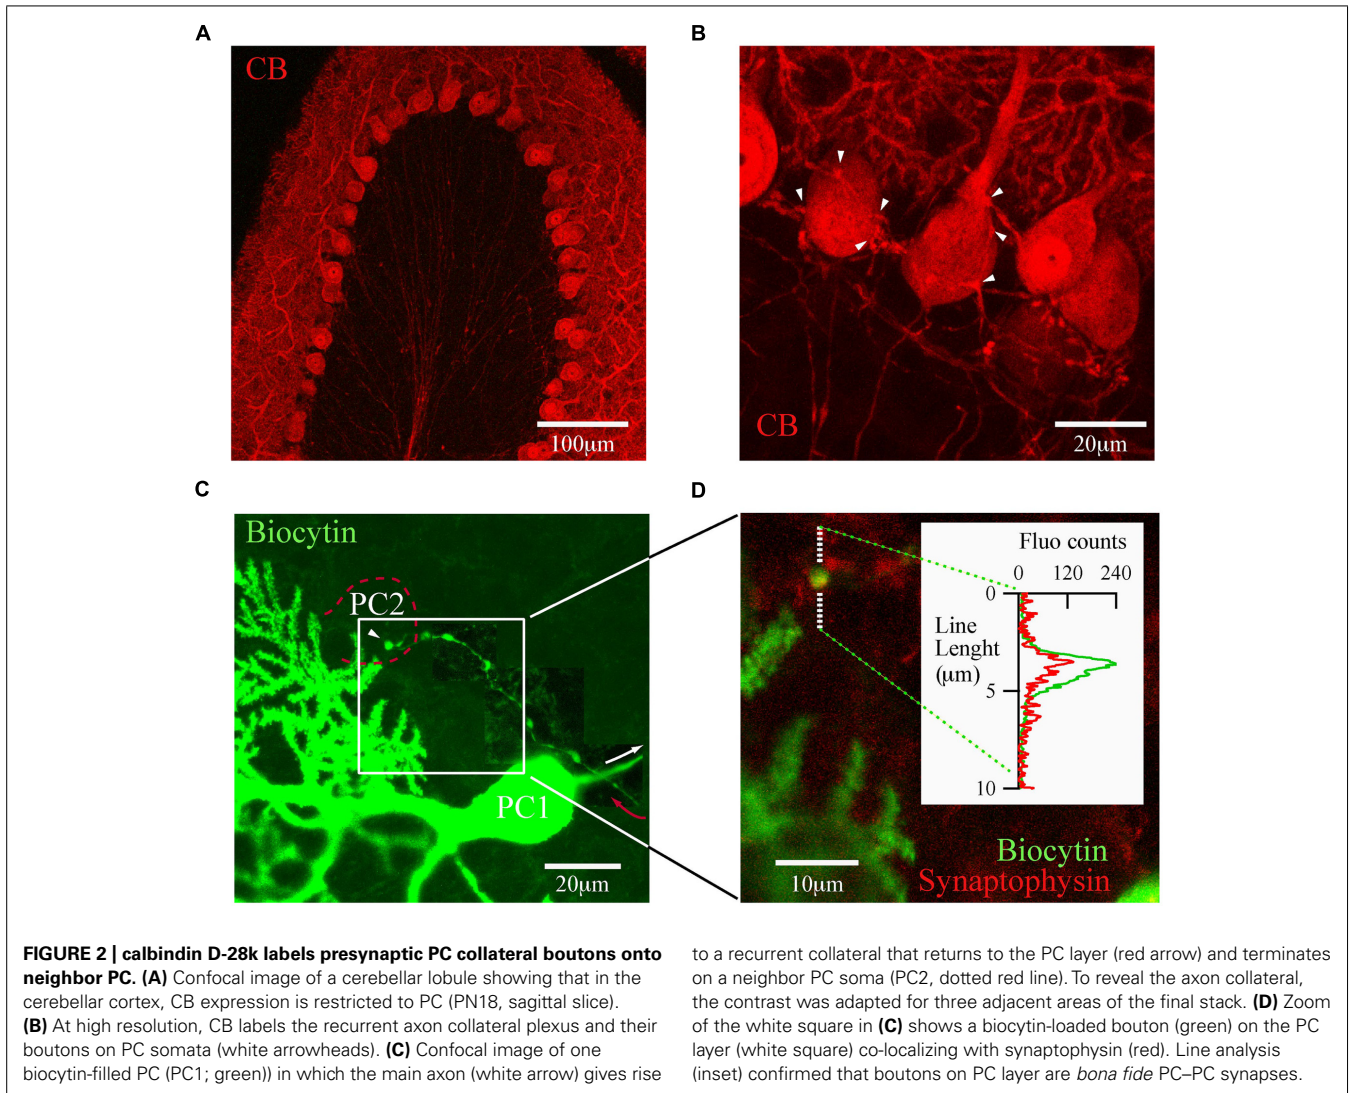 A
CB
100μm
B
CB
20μm
C
Biocytin
PC2
PC1
20μm
D
Fluo counts
0 120 240
0
Line
Lenght
(μm)
5
10
10μm
Biocytin
Synaptophysin
FIGURE 2 | calbindin D-28k labels presynaptic PC collateral boutons onto
neighbor PC. (A) Confocal image of a cerebellar lobule showing that in the
cerebellar cortex, CB expression is restricted to PC (PN18, sagittal slice).
(B) At high resolution, CB labels the recurrent axon collateral plexus and their
boutons on PC somata (white arrowheads). (C) Confocal image of one
biocytin-filled PC (PC1; green)) in which the main axon (white arrow) gives rise
to a recurrent collateral that returns to the PC layer (red arrow) and terminates
on a neighbor PC soma (PC2, dotted red line). To reveal the axon collateral,
the contrast was adapted for three adjacent areas of the final stack. (D) Zoom
of the white square in (C) shows a biocytin-loaded bouton (green) on the PC
layer (white square) co-localizing with synaptophysin (red). Line analysis
(inset) confirmed that boutons on PC layer are bona fide PC–PC synapses.